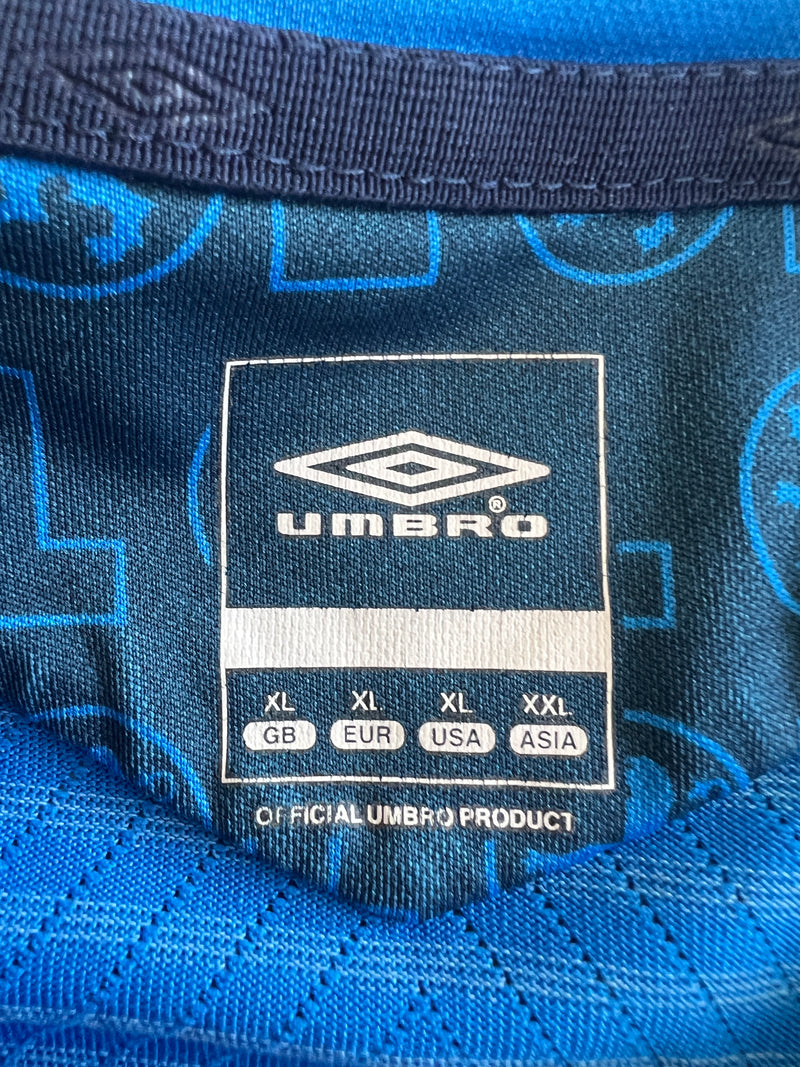 UMBRO®
XL XL XL XXL
GB EUR USA ASIA
OFFICIAL UMBRO PRODUCT